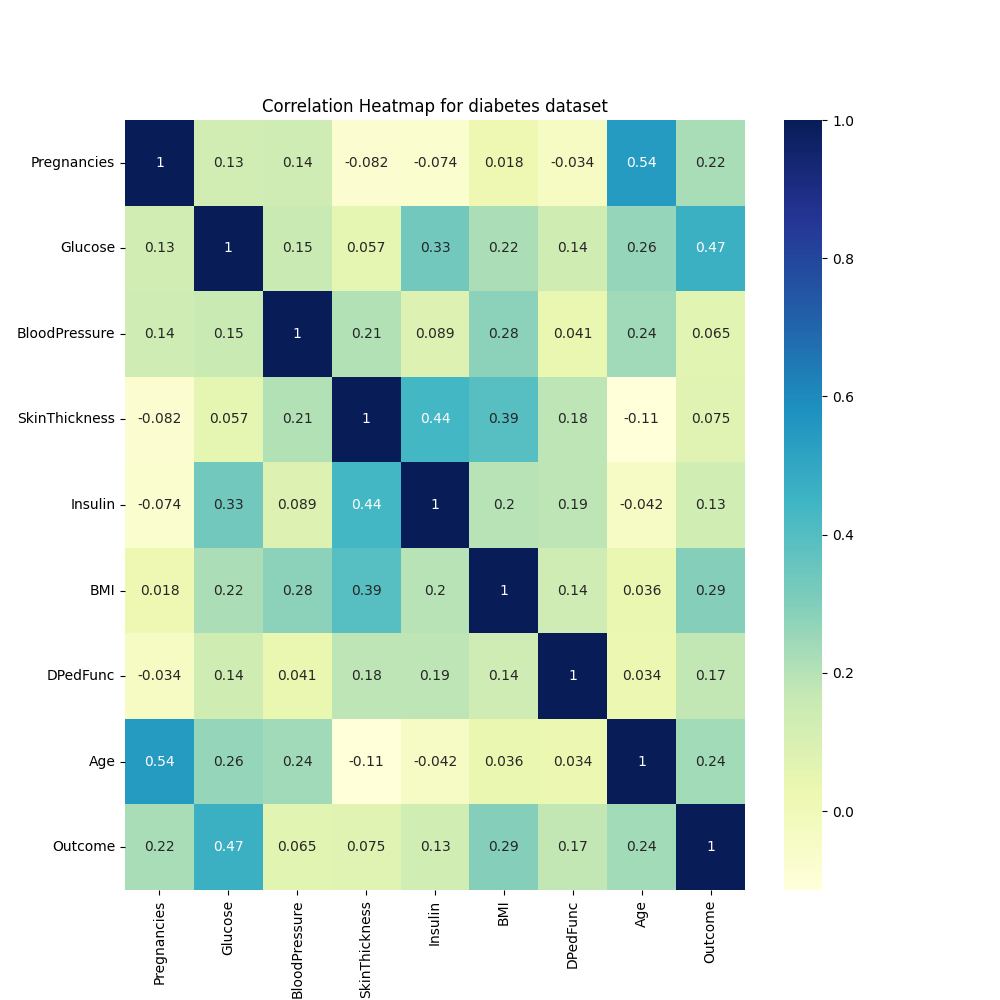 Correlation Heatmap for diabetes dataset
Pregnancies 1 0.13 0.14 -0.082 -0.074 0.018 -0.034 0.54 0.22
Glucose 0.13 1 0.15 0.057 0.33 0.22 0.14 0.26 0.47
BloodPressure 0.14 0.15 1 0.21 0.089 0.28 0.041 0.24 0.065
SkinThickness -0.082 0.057 0.21 1 0.44 0.39 0.18 -0.11 0.075
Insulin -0.074 0.33 0.089 0.44 1 0.2 0.19 -0.042 0.13
BMI 0.018 0.22 0.28 0.39 0.2 1 0.14 0.036 0.29
DPedFunc -0.034 0.14 0.041 0.18 0.19 0.14 1 0.034 0.17
Age 0.54 0.26 0.24 -0.11 -0.042 0.036 0.034 1 0.24
Outcome 0.22 0.47 0.065 0.075 0.13 0.29 0.17 0.24 1
Pregnancies
Glucose
BloodPressure
SkinThickness
Insulin
BMI
DPedFunc
Age
Outcome
1.0
0.8
0.6
0.4
0.2
0.0